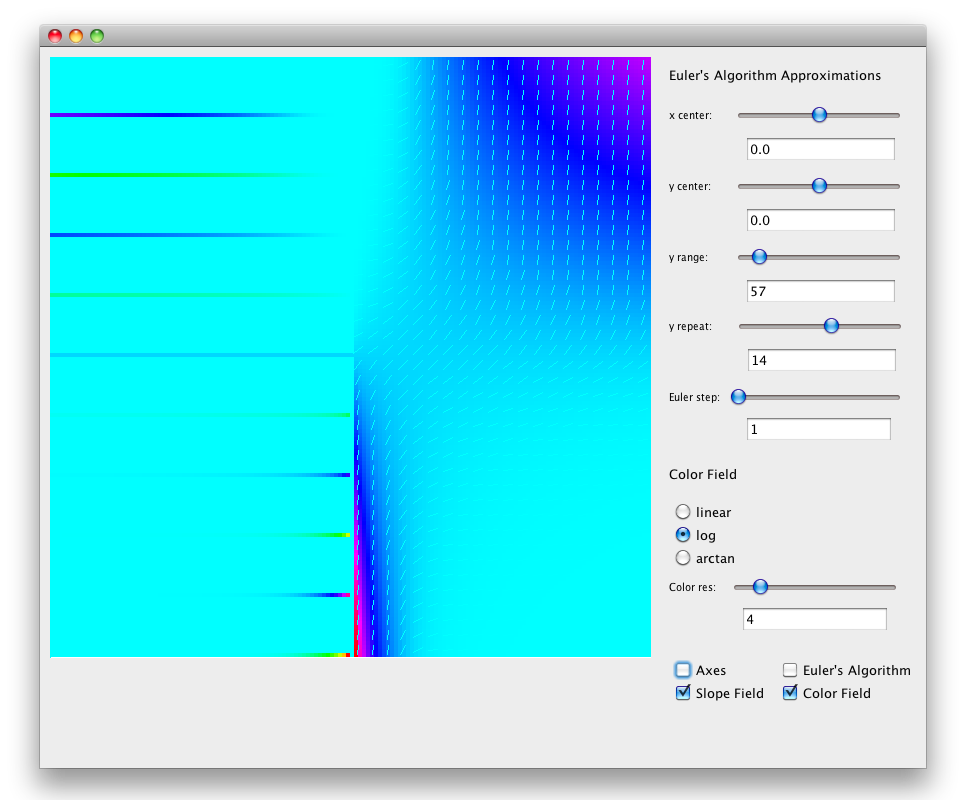 Euler's Algorithm Approximations
x center:
0.0
y center:
0.0
y range:
57
y repeat:
14
Euler step:
1
Color Field
linear
log
arctan
Color res:
4
Axes Euler's Algorithm
Slope Field Color Field